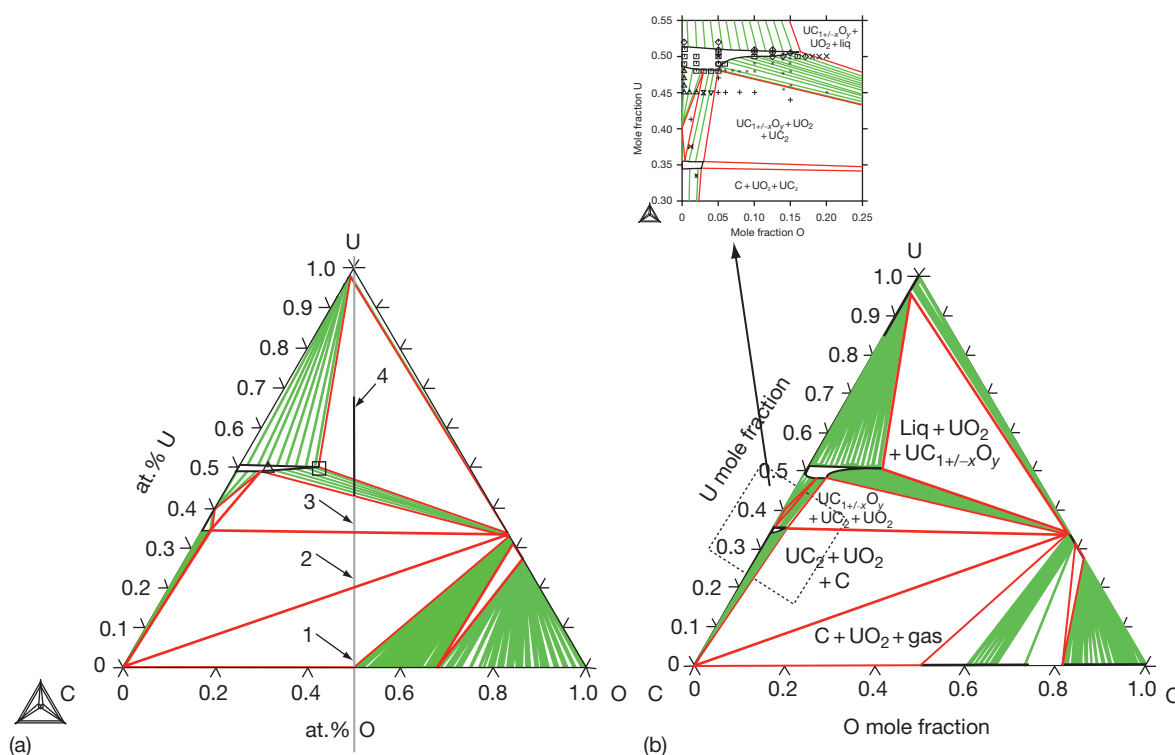 0.55
0.50
0.45
0.40
0.35
0.30
Mole fraction U
UC1+/–xOy +
UO2 + liq
UC1+/–xOy + UO2
+ UC2
C + UO2 + UC2
0 0.05 0.10 0.15 0.20 0.25
Mole fraction O
U
1.0
0.9
0.8
0.7
0.6
0.5
0.4
0.3
0.2
0.1
0
at.% U
4
3
2
1
C
0 0.2 0.4 0.6 0.8 1.0
O
at.% O
(a)
U
1.0
0.9
0.8
0.7
0.6
0.5
0.4
0.3
0.2
0.1
0
U mole fraction
Liq + UO2
+ UC1+/–xOy
UC1+/–xOy
+ UC2 + UO2
UC2 + UO2
+ C
C + UO2 + gas
C
0 0.2 0.4 0.6 0.8 1.0
O mole fraction
(b)